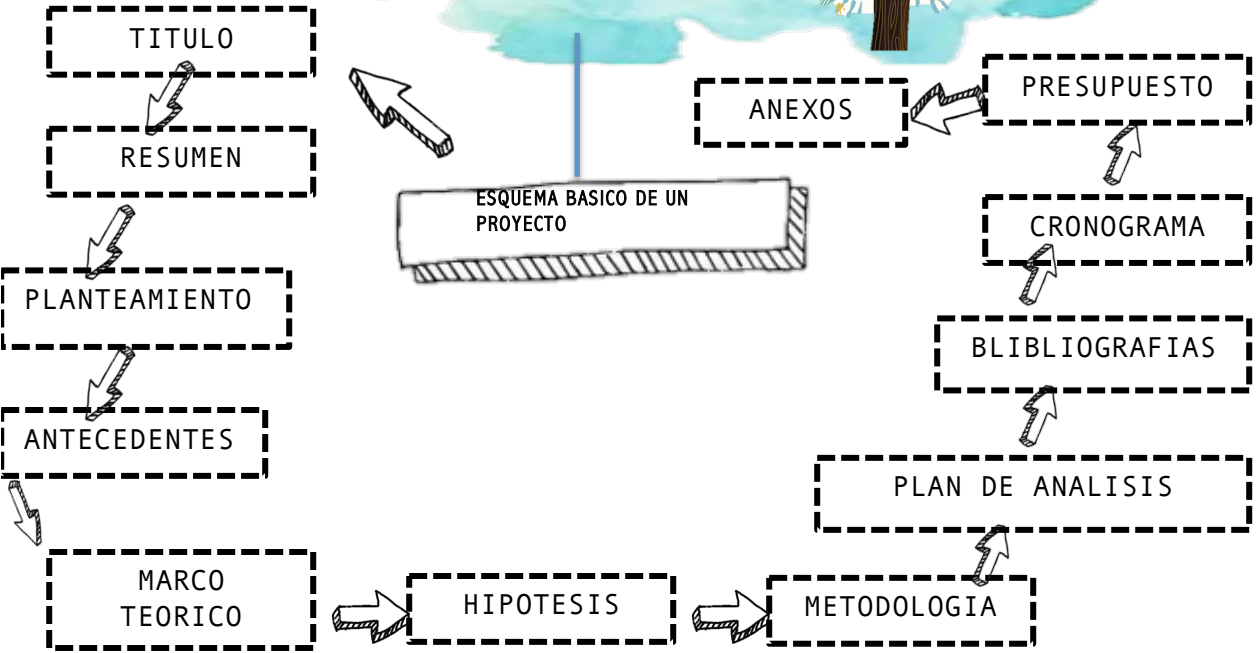 ESQUEMA BASICO DE UN
PROYECTO
TITULO
RESUMEN
PLANTEAMIENTO
ANTECEDENTES
MARCO
TEORICO
HIPOTESIS
METODOLOGIA
PLAN DE ANALISIS
BLIBLIOGRAFIAS
CRONOGRAMA
PRESUPUESTO
ANEXOS